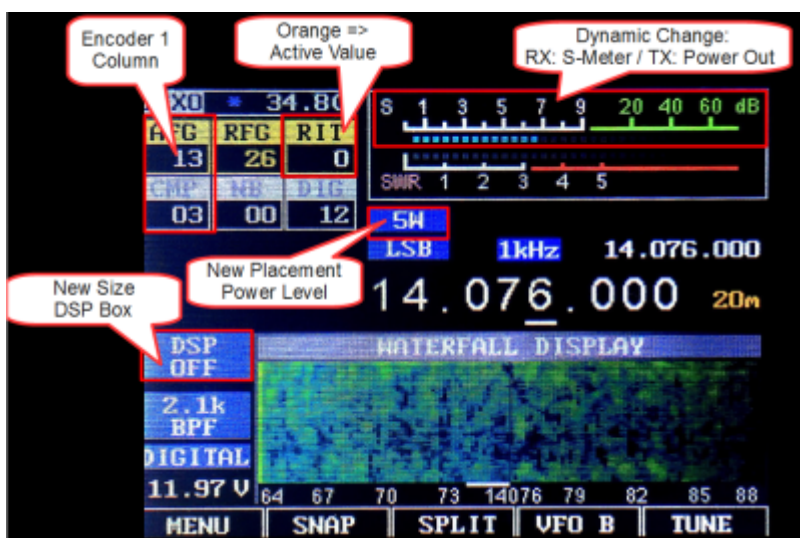 Encoder 1
Column
Orange =>
Active Value
Dynamic Change:
RX: S-Meter / TX: Power Out
34.80
S 1 3 5 7 9 20 40 60 dB
AFG RFG RIT
13 26 0
SWR 1 2 3 4 5
CMP NB DIG
03 00 12
5W
LSB 1kHz 14.076.000
New Placement
Power Level
14.076.000 20m
New Size
DSP Box
DSP
OFF
WATERFALL DISPLAY
2.1k
BPF
DIGITAL
11.97 V
64 67 70 73 14076 79 82 85 88
MENU SNAP SPLIT VFO B TUNE